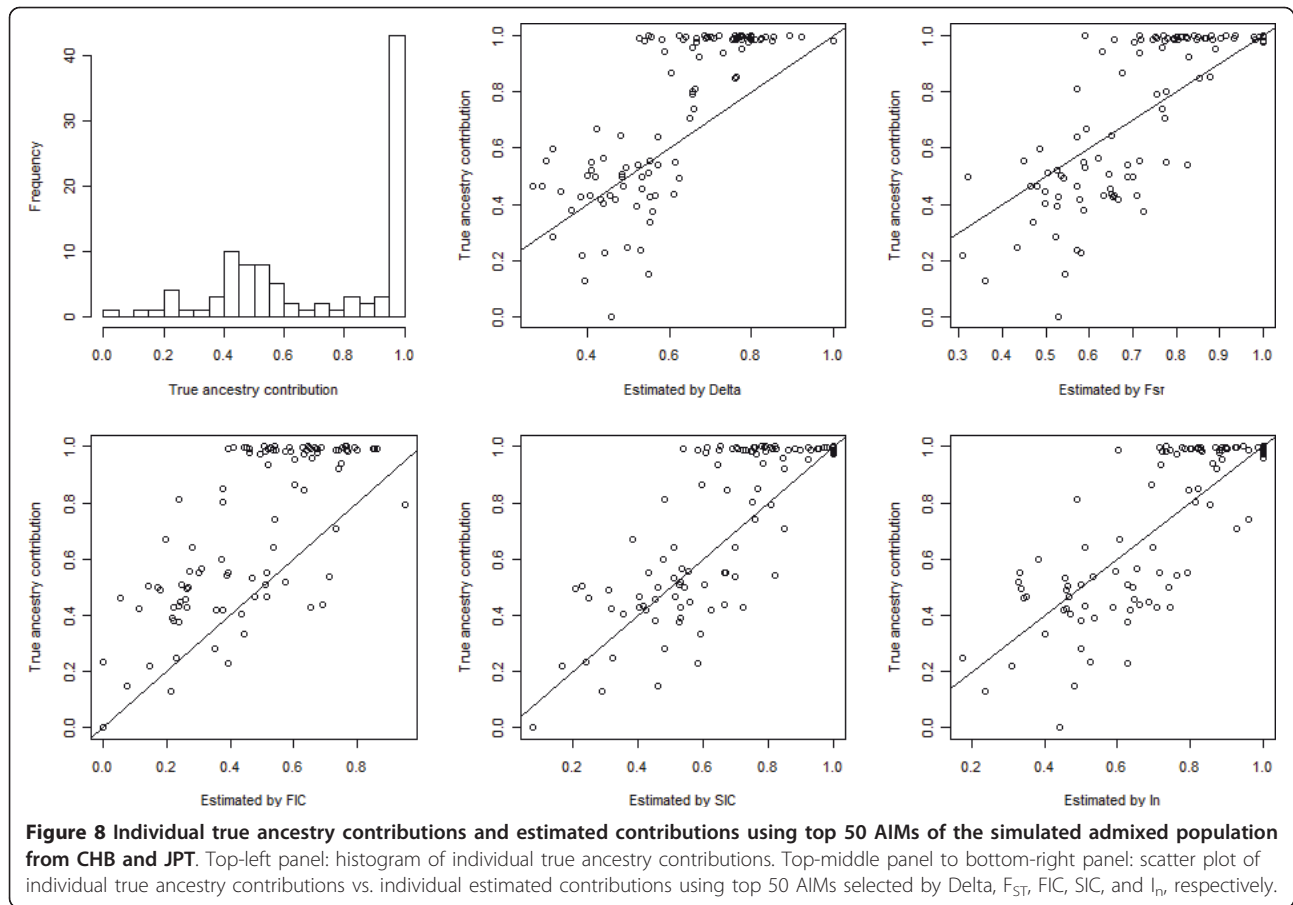 Frequency
0 10 20 30 40
0.0 0.2 0.4 0.6 0.8 1.0
True ancestry contribution
True ancestry contribution
0.0 0.2 0.4 0.6 0.8 1.0
0.4 0.6 0.8 1.0
Estimated by Delta
True ancestry contribution
0.0 0.2 0.4 0.6 0.8 1.0
0.3 0.4 0.5 0.6 0.7 0.8 0.9 1.0
Estimated by Fsт
True ancestry contribution
0.0 0.2 0.4 0.6 0.8 1.0
0.0 0.2 0.4 0.6 0.8
Estimated by FIC
True ancestry contribution
0.0 0.2 0.4 0.6 0.8 1.0
0.2 0.4 0.6 0.8 1.0
Estimated by SIC
True ancestry contribution
0.0 0.2 0.4 0.6 0.8 1.0
0.2 0.4 0.6 0.8 1.0
Estimated by In
Figure 8 Individual true ancestry contributions and estimated contributions using top 50 AIMs of the simulated admixed population
from CHB and JPT. Top-left panel: histogram of individual true ancestry contributions. Top-middle panel to bottom-right panel: scatter plot of
individual true ancestry contributions vs. individual estimated contributions using top 50 AIMs selected by Delta, FST, FIC, SIC, and In, respectively.